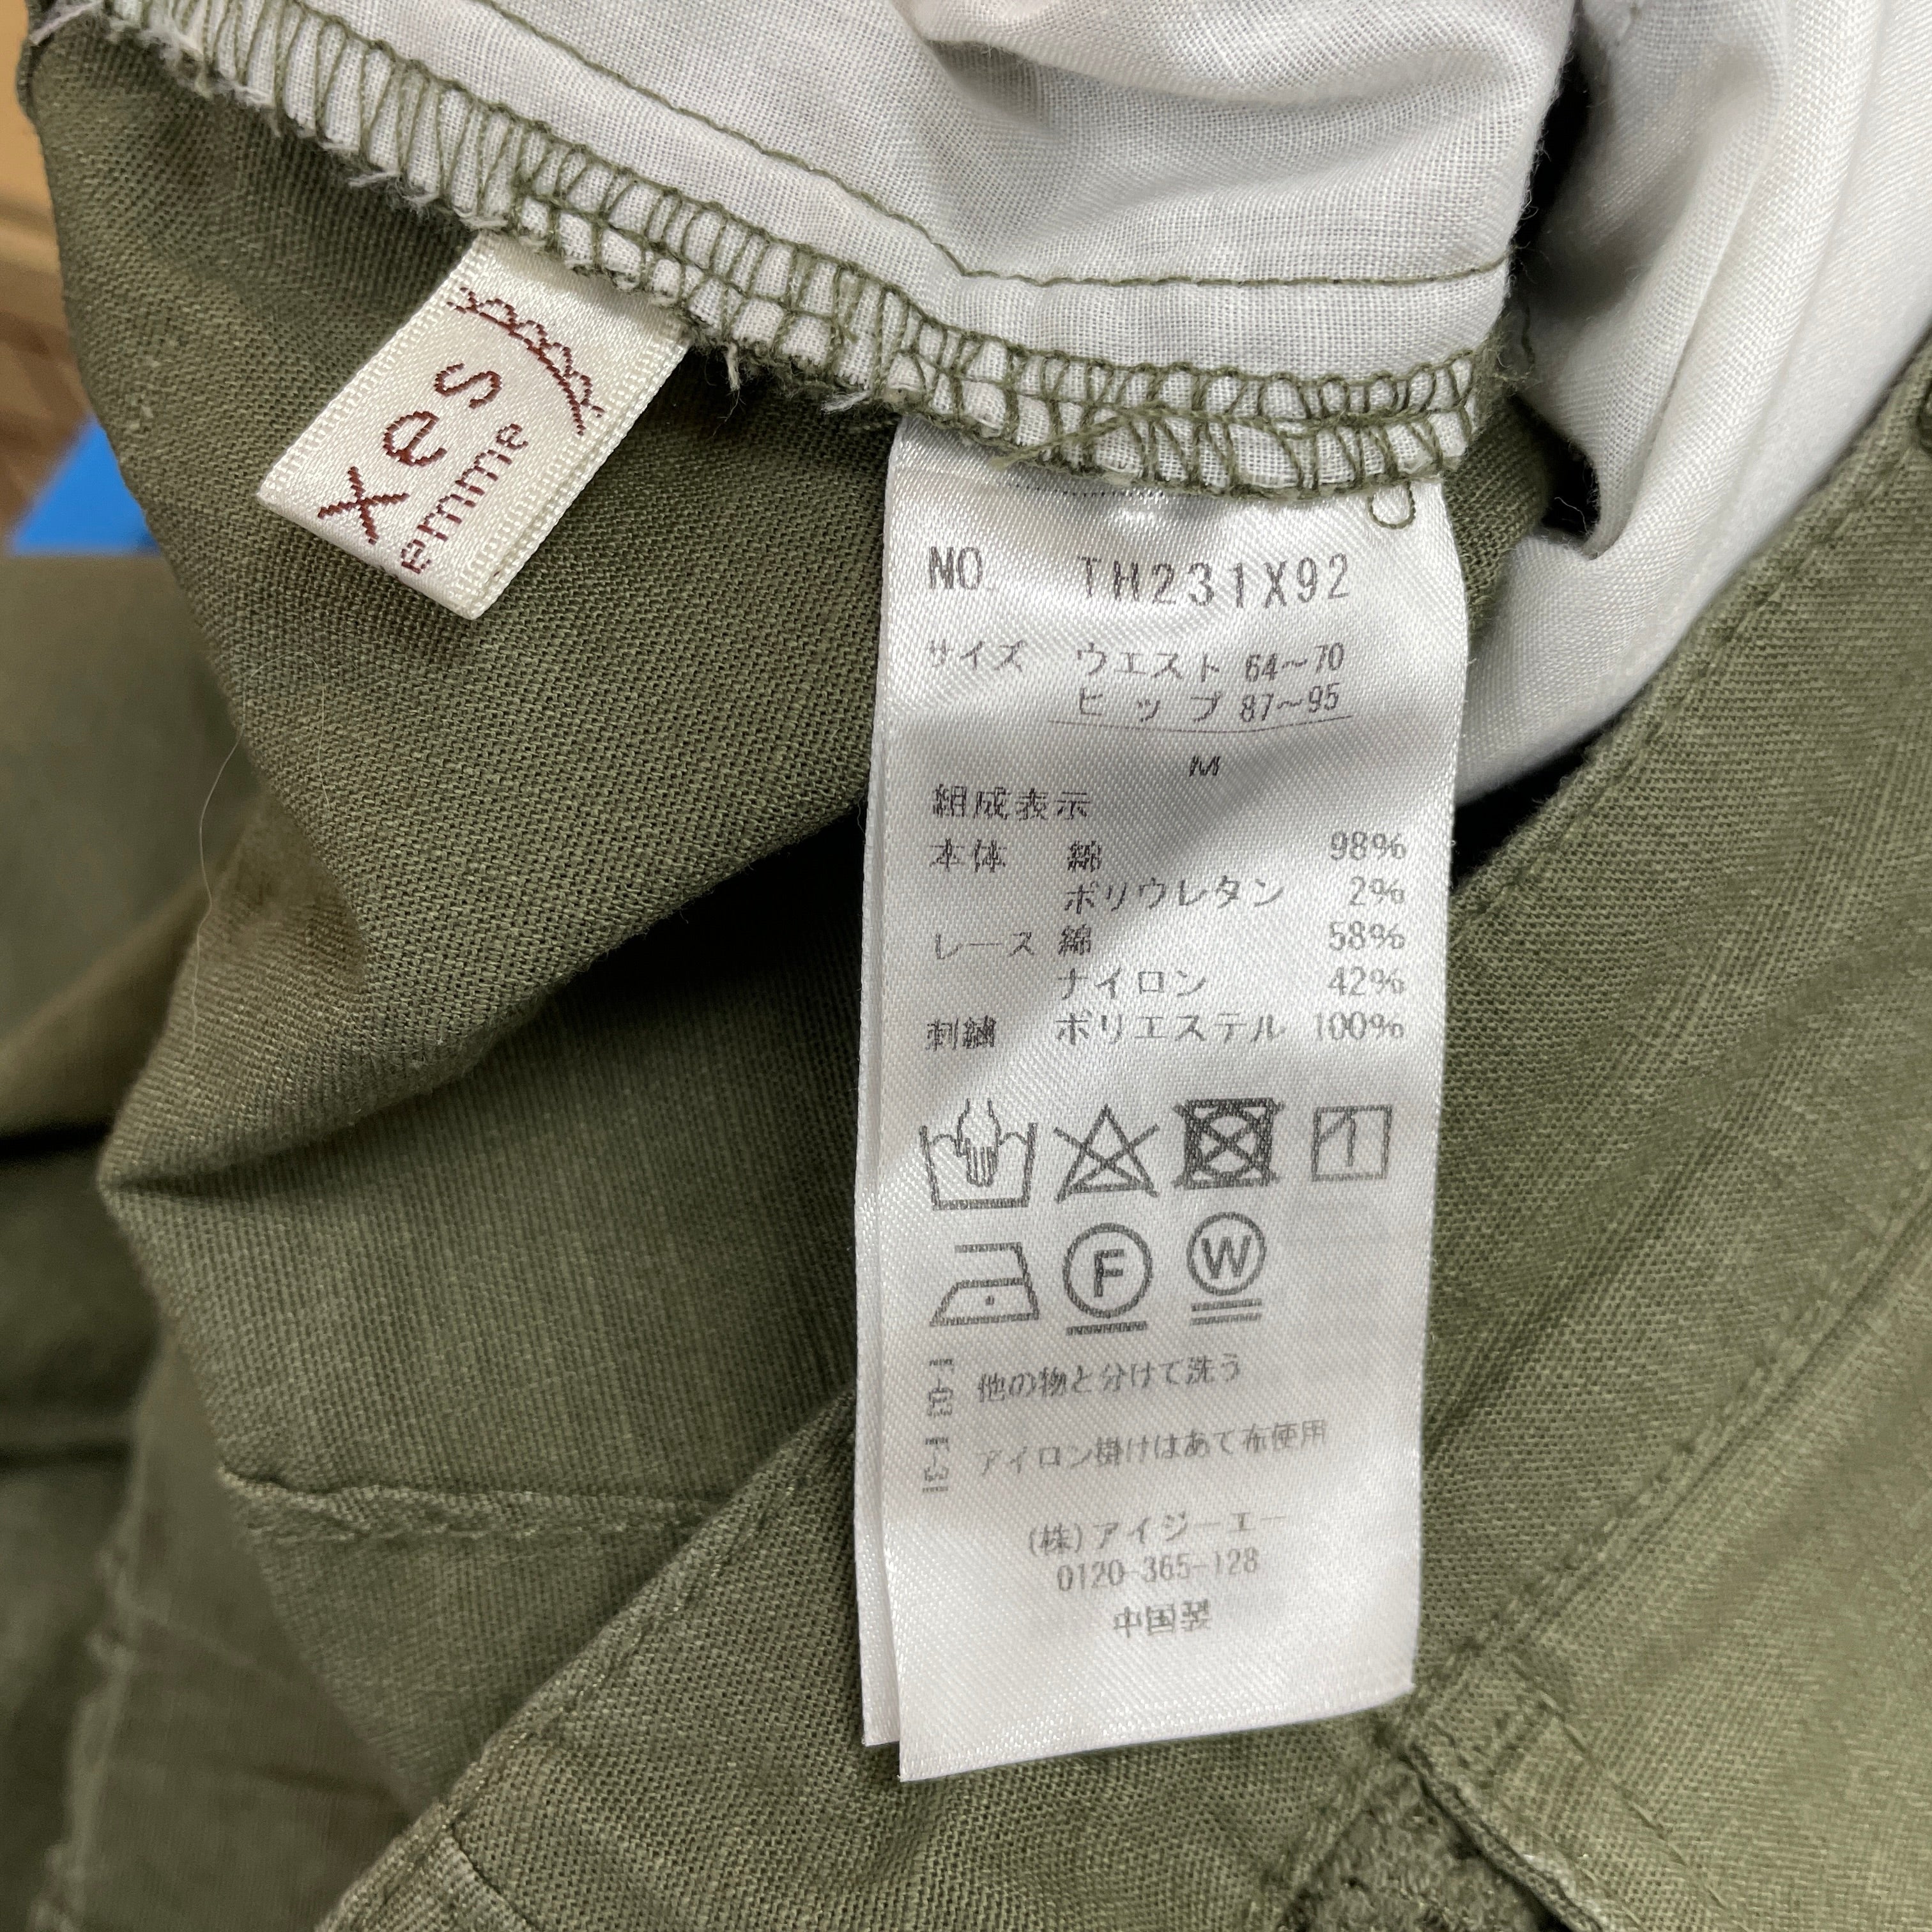 xes
emme
NO TH231X92
サイズ ウエスト 64～70
ヒップ 87～95
M
組成表示
本体 綿 98%
ポリウレタン 2%
レース 綿 58%
ナイロン 42%
刺繍 ポリエステル 100%
F
W
他の物と分けて洗う
アイロン掛けはあて布使用
(株)アイジーエー
0120-365-128
中国製